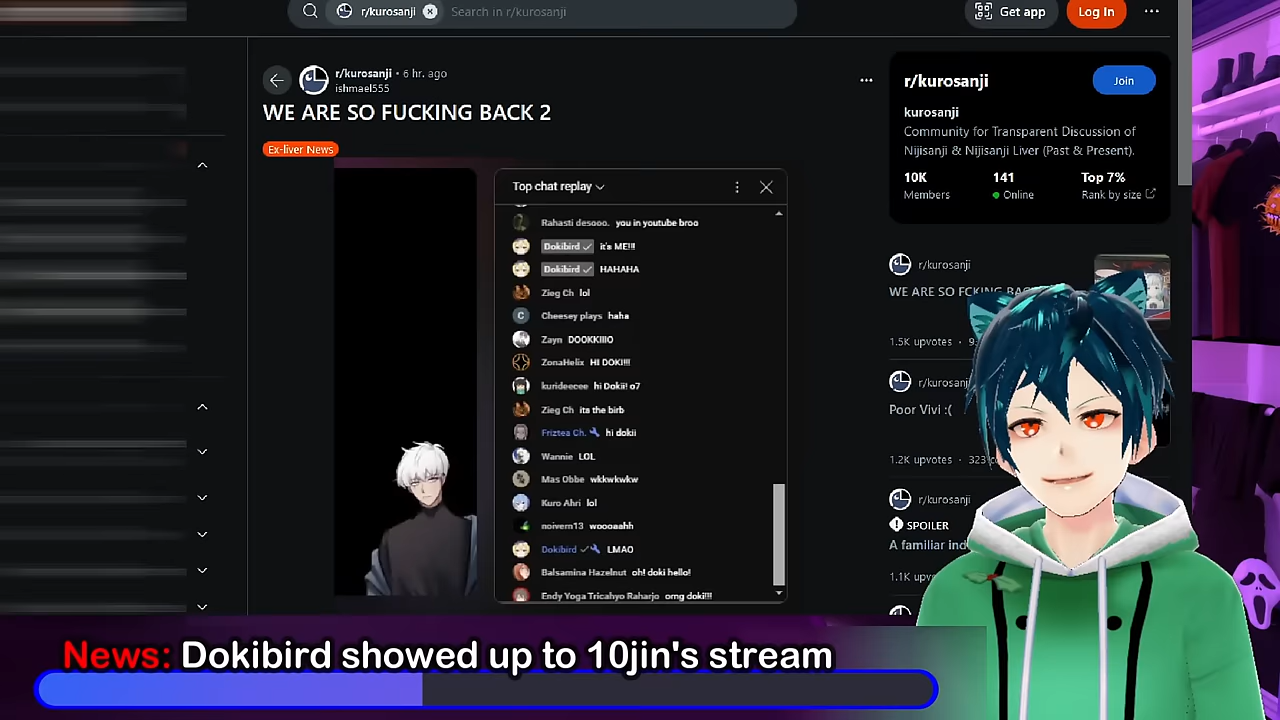 r/kurosanji
Search in r/kurosanji
Get app
Log In
r/kurosanji • 6 hr. ago
ishmael555
WE ARE SO FUCKING BACK 2
Ex-liver News
Top chat replay
Rahasti desooo. you in youtube broo
Dokibird it's ME!!!
Dokibird HAHAHA
Zieg Ch lol
C Cheesey plays haha
Zayn DOOKKIIIO
ZonaHelix HI DOKI!!!
kurideecee hi Doki! o7
Zieg Ch its the birb
Friztea Ch. hi dokii
Wannie LOL
Mas Obbe wkkwkwkw
Kuro Ahri lol
noivern13 woooaahh
Dokibird LMAO
Balsamina Hazelnut oh! doki hello!
Endy Yoga Tricahyo Raharjo omg doki!!!
r/kurosanji
Join
kurosanji
Community for Transparent Discussion of
Nijisanji & Nijisanji Liver (Past & Present).
10K 141 Top 7%
Members Online Rank by size
r/kurosanji
WE ARE SO FCKING
1.5K upvotes
Poor Vivi :(
1.2K upvotes
r/kurosanji
SPOILER
A familiar
News: Dokibird showed up to 10jin's stream